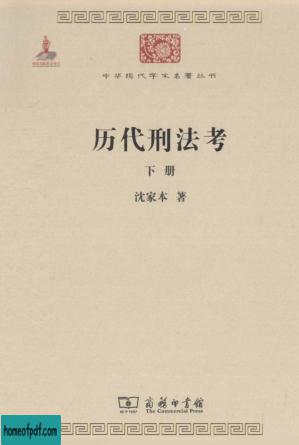 中华现代学术名著丛书
历代刑法考
下册
沈家本 著
商务印书馆
The Commercial Press
homeofpdf.com